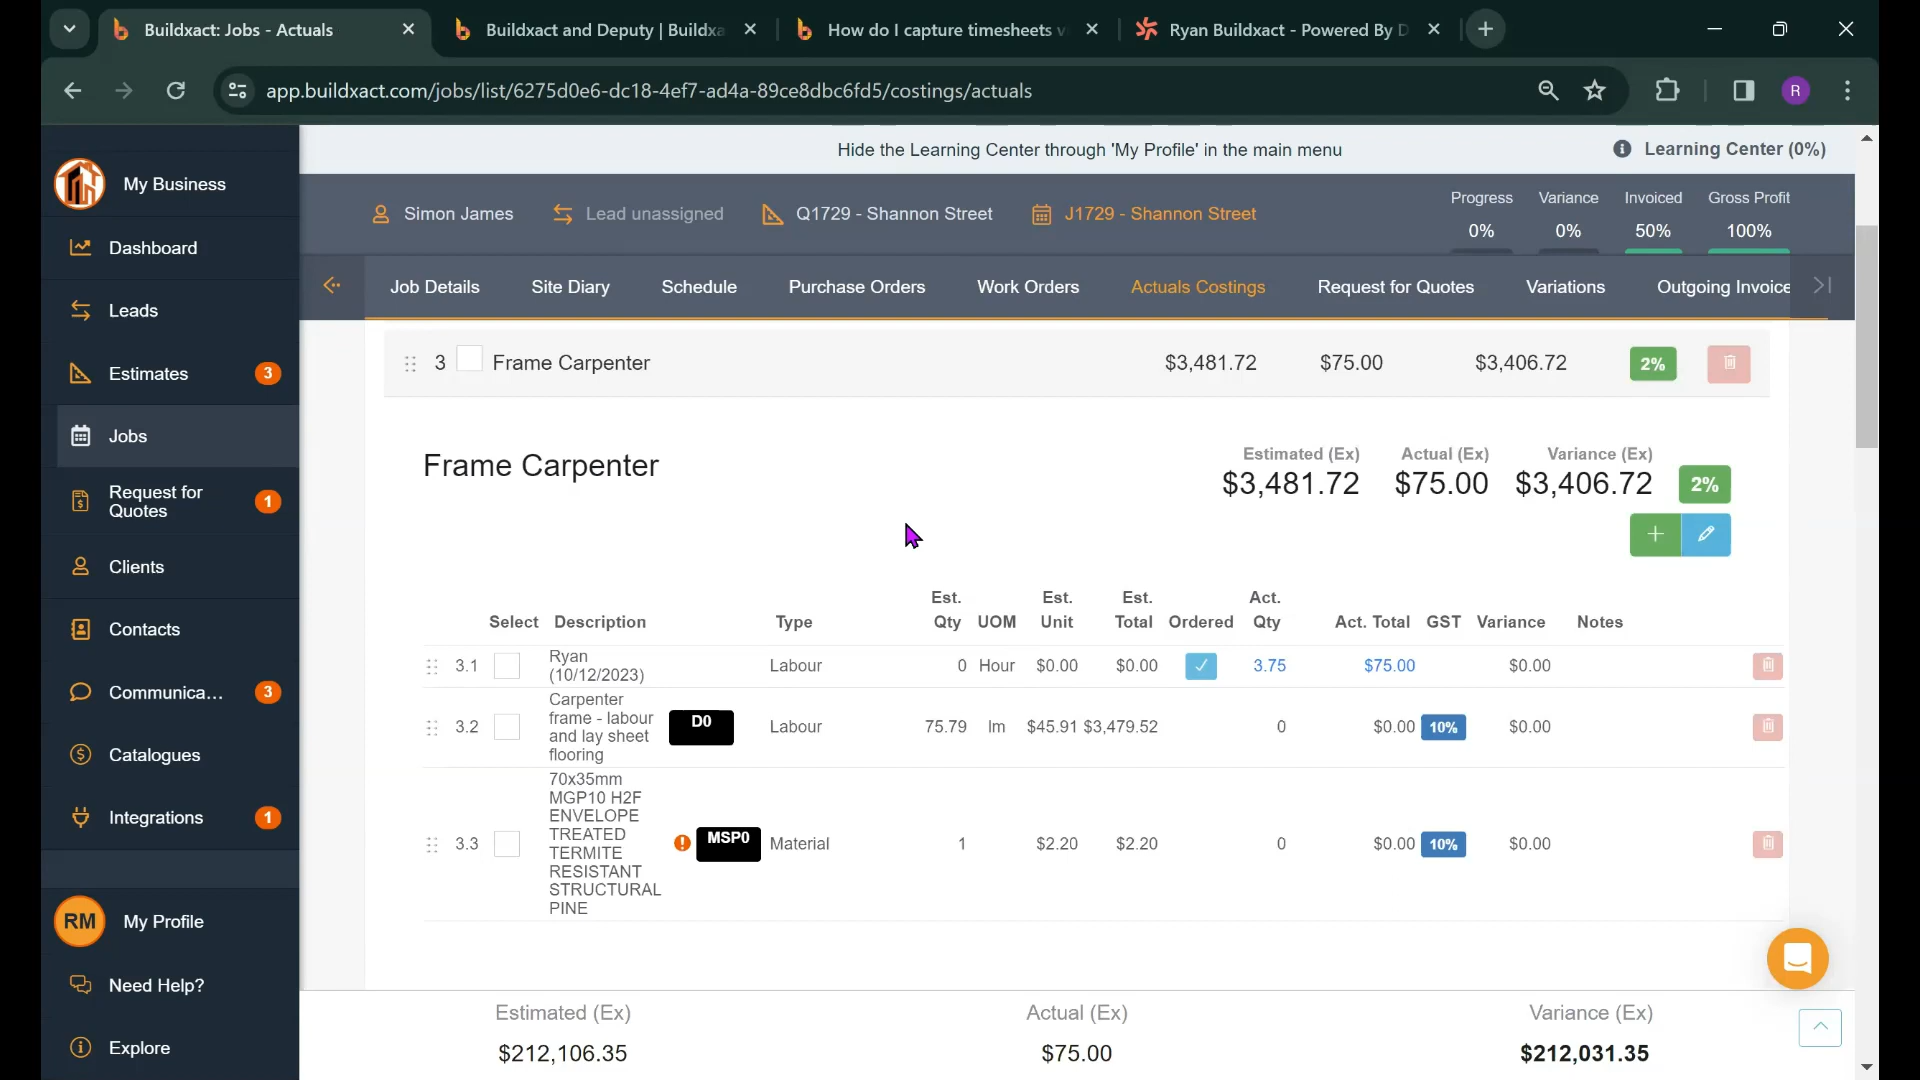 Buildxact: Jobs - Actuals
Buildxact and Deputy | Buildxa
How do I capture timesheets v
Ryan Buildxact - Powered By D
app.buildxact.com/jobs/list/6275d0e6-dc18-4ef7-ad4a-89ce8dbc6fd5/costings/actuals
R
Hide the Learning Center through 'My Profile' in the main menu
Learning Center (0%)
My Business
Dashboard
Leads
Estimates 3
Jobs
Request for
Quotes
1
Clients
Contacts
Communica... 3
Catalogues
Integrations 1
RM My Profile
Need Help?
Explore
Simon James
Lead unassigned
Q1729 - Shannon Street
J1729 - Shannon Street
Progress Variance Invoiced Gross Profit
0% 0% 50% 100%
Job Details Site Diary Schedule Purchase Orders Work Orders Actuals Costings Request for Quotes Variations Outgoing Invoice
3 Frame Carpenter $3,481.72 $75.00 $3,406.72 2%
Frame Carpenter
Estimated (Ex) Actual (Ex) Variance (Ex)
$3,481.72 $75.00 $3,406.72 2%
Est. Est. Est. Act.
Select Description Type Qty UOM Unit Total Ordered Qty Act. Total GST Variance Notes
3.1 Ryan
(10/12/2023)
Labour 0 Hour $0.00 $0.00 3.75 $75.00 $0.00
3.2 Carpenter
frame - labour
and lay sheet
flooring
D0 Labour 75.79 lm $45.91 $3,479.52 0 $0.00 10% $0.00
3.3 70x35mm
MGP10 H2F
ENVELOPE
TREATED
TERMITE
RESISTANT
STRUCTURAL
PINE
MSP0 Material 1 $2.20 $2.20 0 $0.00 10% $0.00
Estimated (Ex) Actual (Ex) Variance (Ex)
$212,106.35 $75.00 $212,031.35